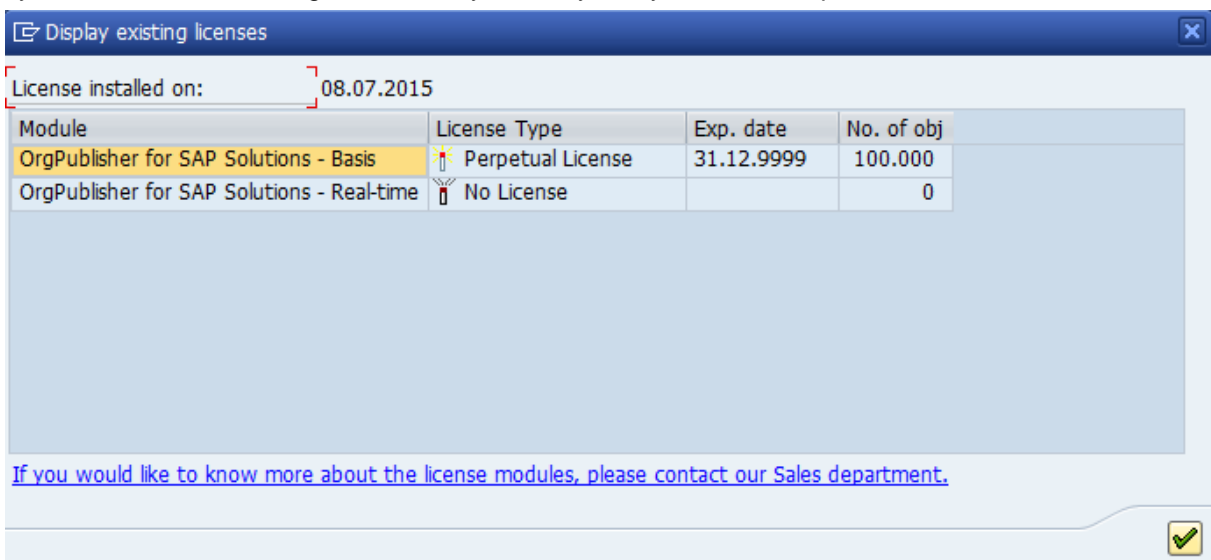 Display existing licenses
License installed on: 08.07.2015
Module License Type Exp. date No. of obj
OrgPublisher for SAP Solutions - Basis Perpetual License 31.12.9999 100.000
OrgPublisher for SAP Solutions - Real-time No License 0
If you would like to know more about the license modules, please contact our Sales department.